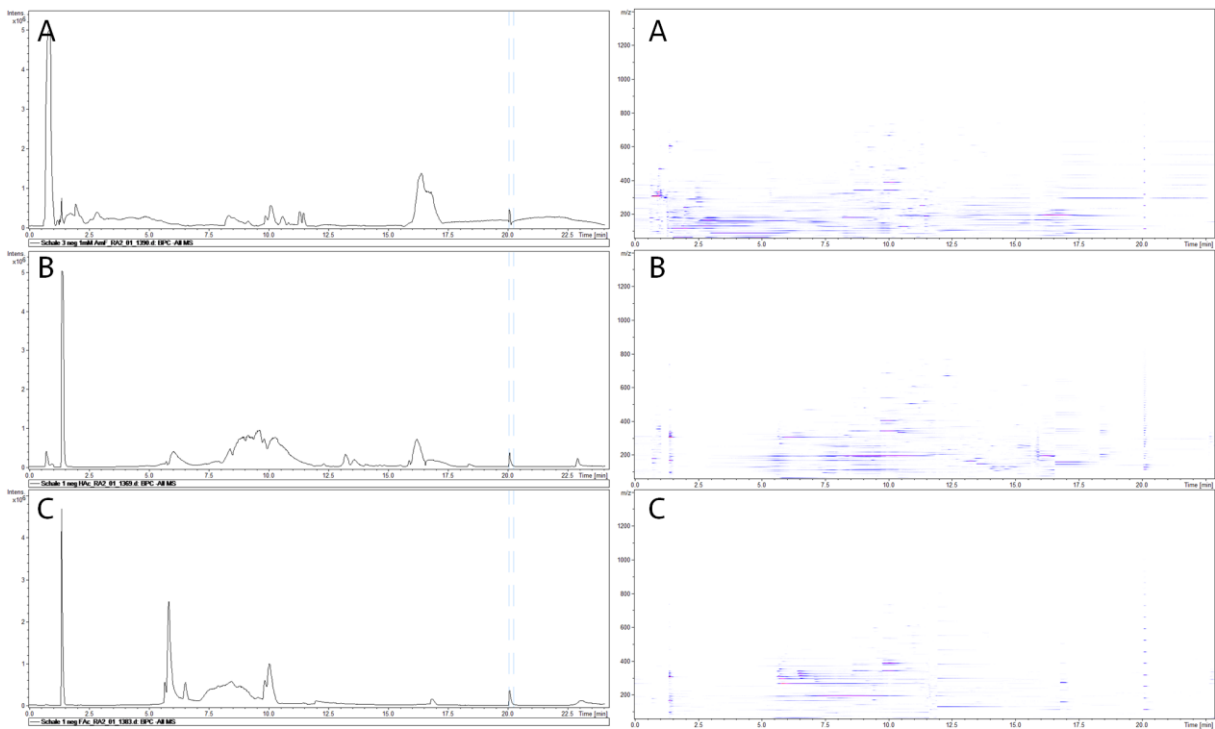 Intens.
x10⁶
A
5
4
3
2
1
0
0.0 2.5 5.0 7.5 10.0 12.5 15.0 17.5 20.0 22.5 Time [min]
Schale 3 neg 1mM AmF_RA2_01_1390.d: BPC -All MS
m/z
A
1400
1200
1000
800
600
400
200
0.0 2.5 5.0 7.5 10.0 12.5 15.0 17.5 20.0 Time [min]
Intens.
x10⁶
B
5
4
3
2
1
0
0.0 2.5 5.0 7.5 10.0 12.5 15.0 17.5 20.0 22.5 Time [min]
Schale 1 neg HAc_RA2_01_1369.d: BPC -All MS
m/z
B
1400
1200
1000
800
600
400
200
0.0 2.5 5.0 7.5 10.0 12.5 15.0 17.5 20.0 Time [min]
Intens.
x10⁶
C
5
4
3
2
1
0
0.0 2.5 5.0 7.5 10.0 12.5 15.0 17.5 20.0 22.5 Time [min]
Schale 1 neg FAc_RA2_01_1383.d: BPC -All MS
m/z
C
1400
1200
1000
800
600
400
200
0.0 2.5 5.0 7.5 10.0 12.5 15.0 17.5 20.0 Time [min]